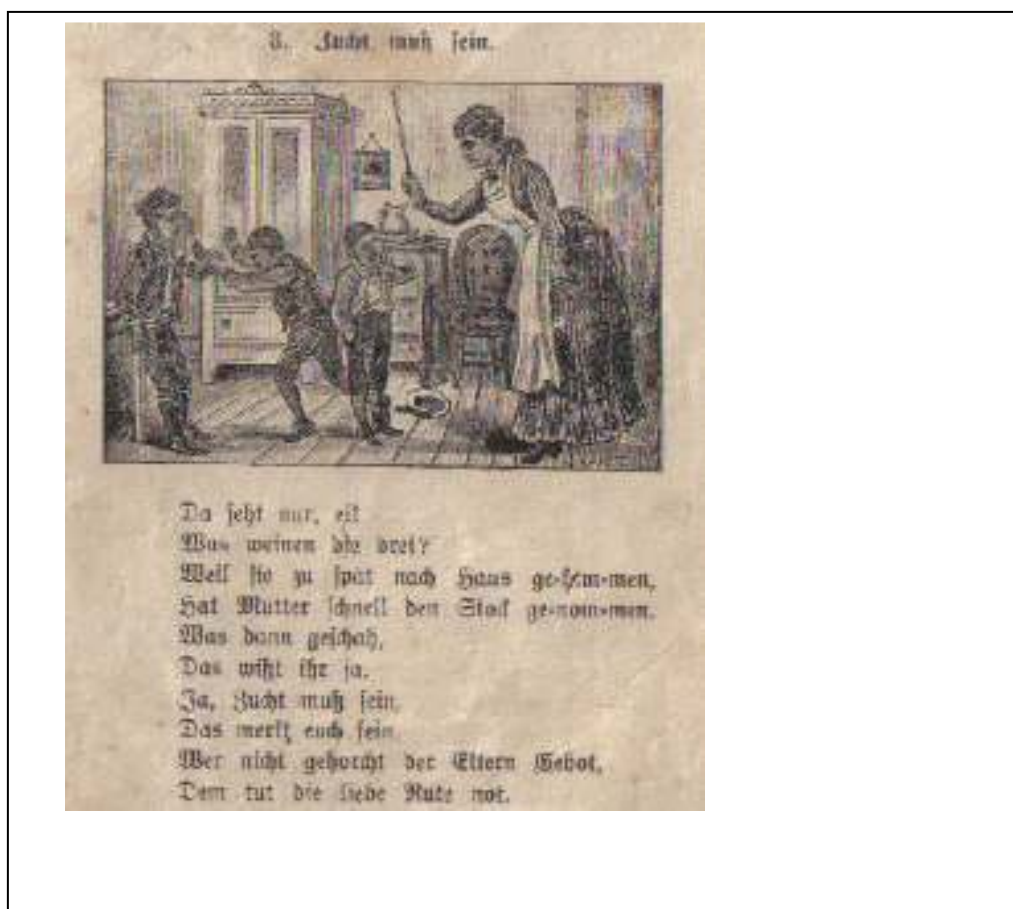 3. Zucht muß sein.
Da seht nur, ei!
Was weinen die drei?
Weil sie zu spät nach Haus ge=kom=men,
Hat Mutter schnell den Stock ge=nom=men.
Was dann geschah,
Das wißt ihr ja.
Ja, Zucht muß sein,
Das merkt euch fein.
Wer nicht gehorcht der Eltern Gebot,
Dem tut die liebe Rute not.